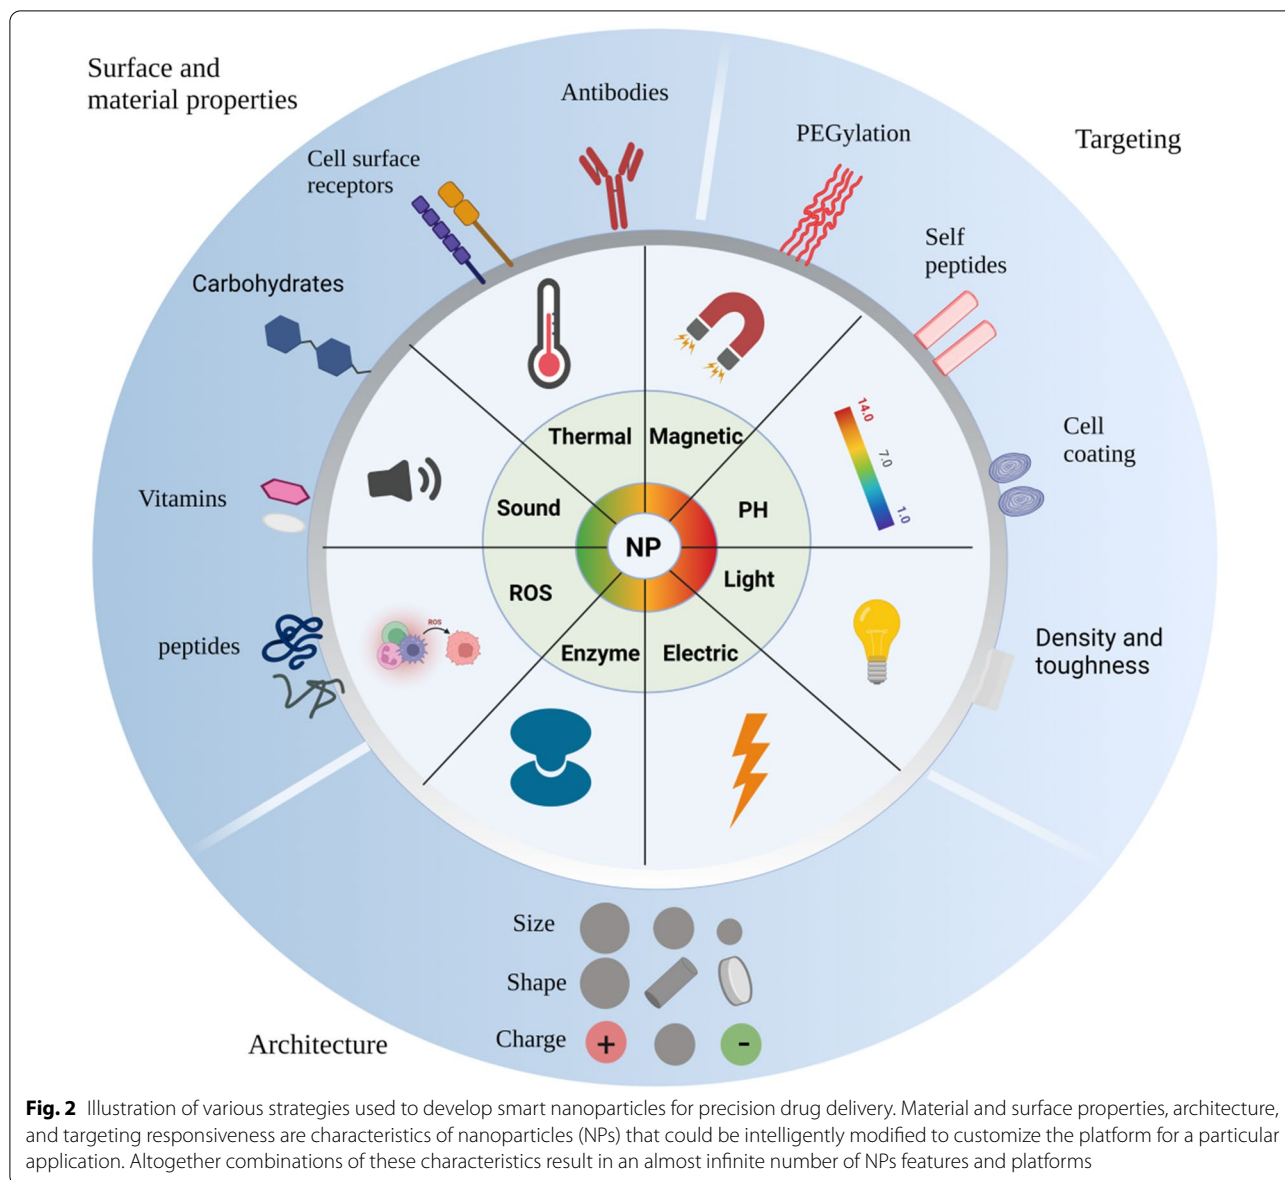 Surface and
material properties
Antibodies
PEGylation
Targeting
Cell surface
receptors
Self
peptides
Carbohydrates
Cell
coating
Vitamins
peptides
Density and
toughness
Thermal
Magnetic
Sound
PH
14.0
7.0
1.0
NP
ROS
Light
ROS
Enzyme
Electric
Size
Shape
Charge
+
-
Architecture
Fig. 2 Illustration of various strategies used to develop smart nanoparticles for precision drug delivery. Material and surface properties, architecture,
and targeting responsiveness are characteristics of nanoparticles (NPs) that could be intelligently modified to customize the platform for a particular
application. Altogether combinations of these characteristics result in an almost infinite number of NPs features and platforms